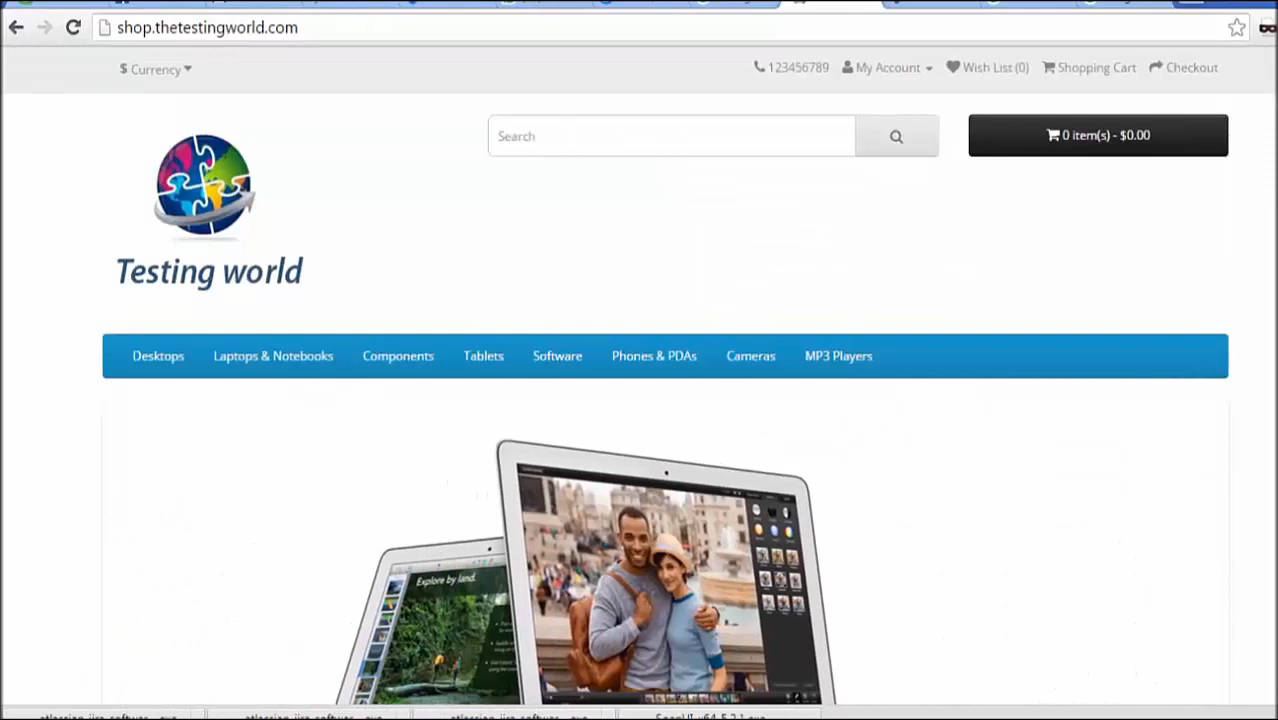 shop.thetestingworld.com
$ Currency
123456789 My Account Wish List (0) Shopping Cart Checkout
Search
0 item(s) - $0.00
Testing world
Desktops Laptops & Notebooks Components Tablets Software Phones & PDAs Cameras MP3 Players
Explore by land.